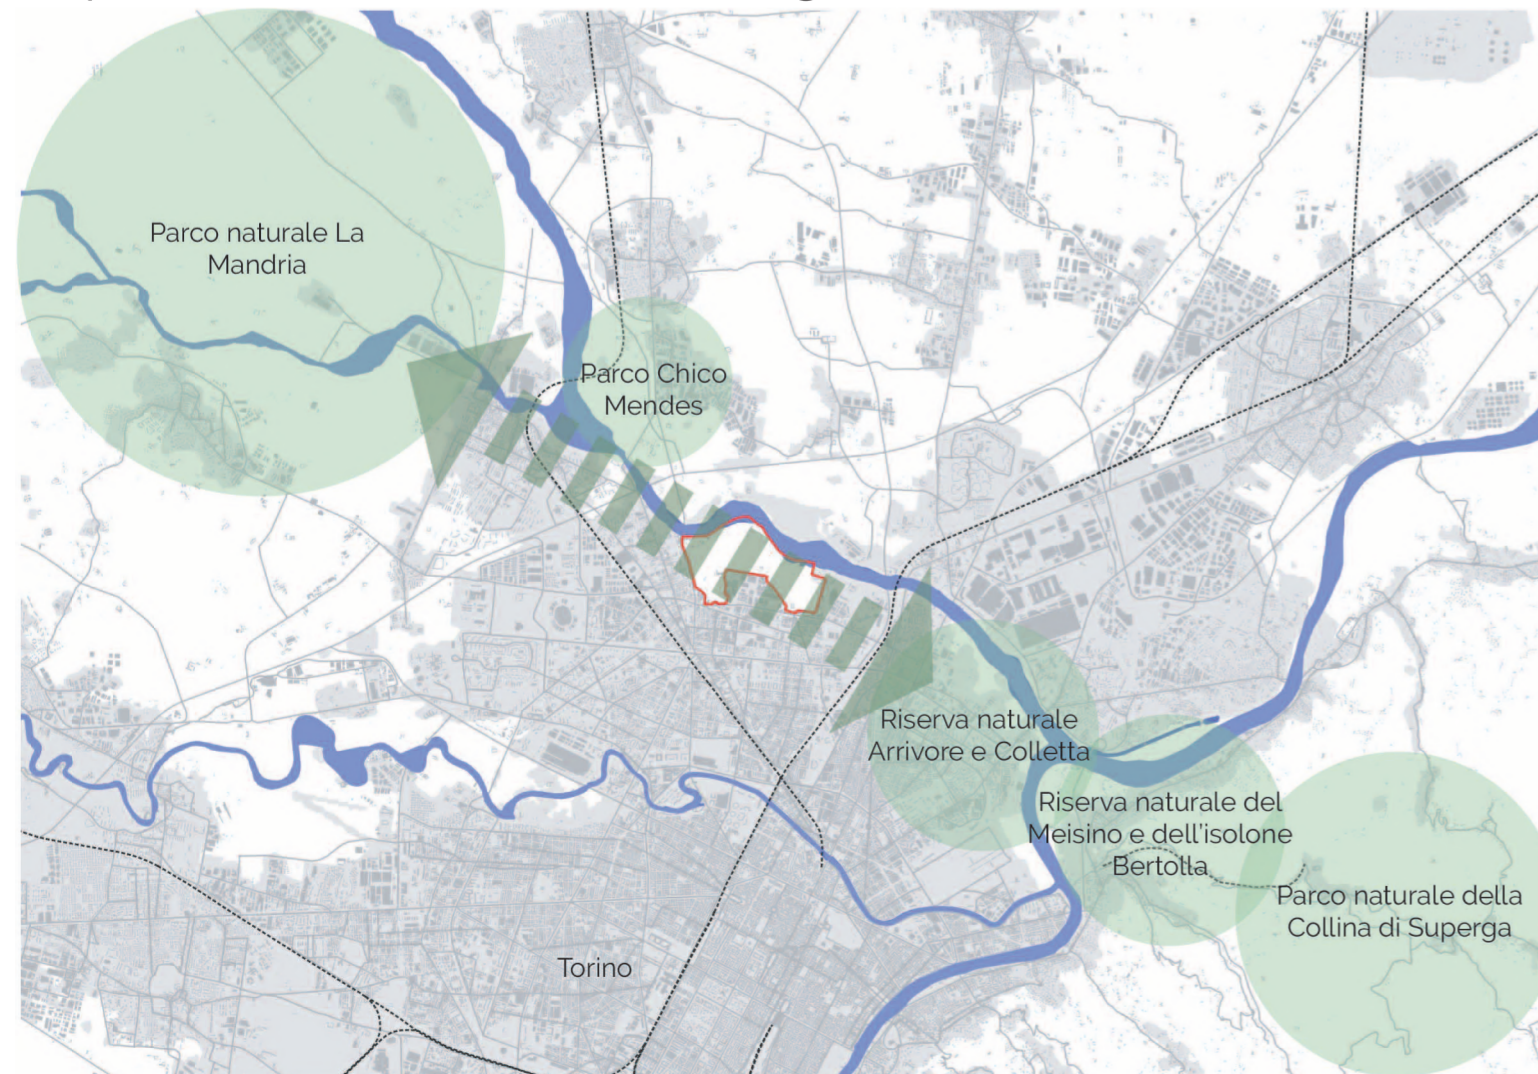 Parco naturale La
Mandria
Parco Chico
Mendes
Riserva naturale
Arrivore e Colletta
Riserva naturale del
Meisino e dell'isolone
Bertolla
Parco naturale della
Collina di Superga
Torino